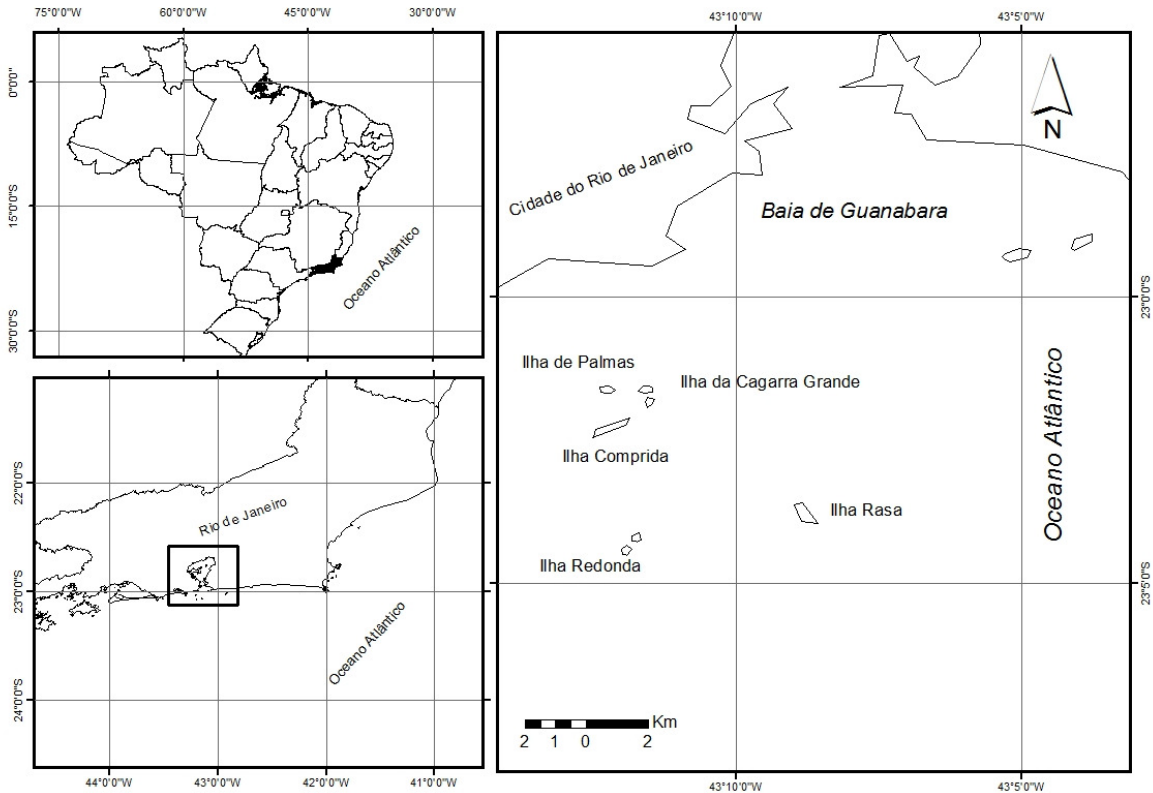 75°0'0"W
60°0'0"W
45°0'0"W
30°0'0"W
0°0'0"
15°0'0"S
30°0'0"S
Oceano Atlântico
22°0'0"S
23°0'0"S
24°0'0"S
Rio de Janeiro
Oceano Atlântico
44°0'0"W
43°0'0"W
42°0'0"W
41°0'0"W
43°10'0"W
43°5'0"W
N
Cidade do Rio de Janeiro
Baia de Guanabara
23°0'0"S
Ilha de Palmas
Ilha da Cagarra Grande
Ilha Comprida
Oceano Atlântico
Ilha Rasa
Ilha Redonda
23°5'0"S
Km
2 1 0 2
43°10'0"W
43°5'0"W